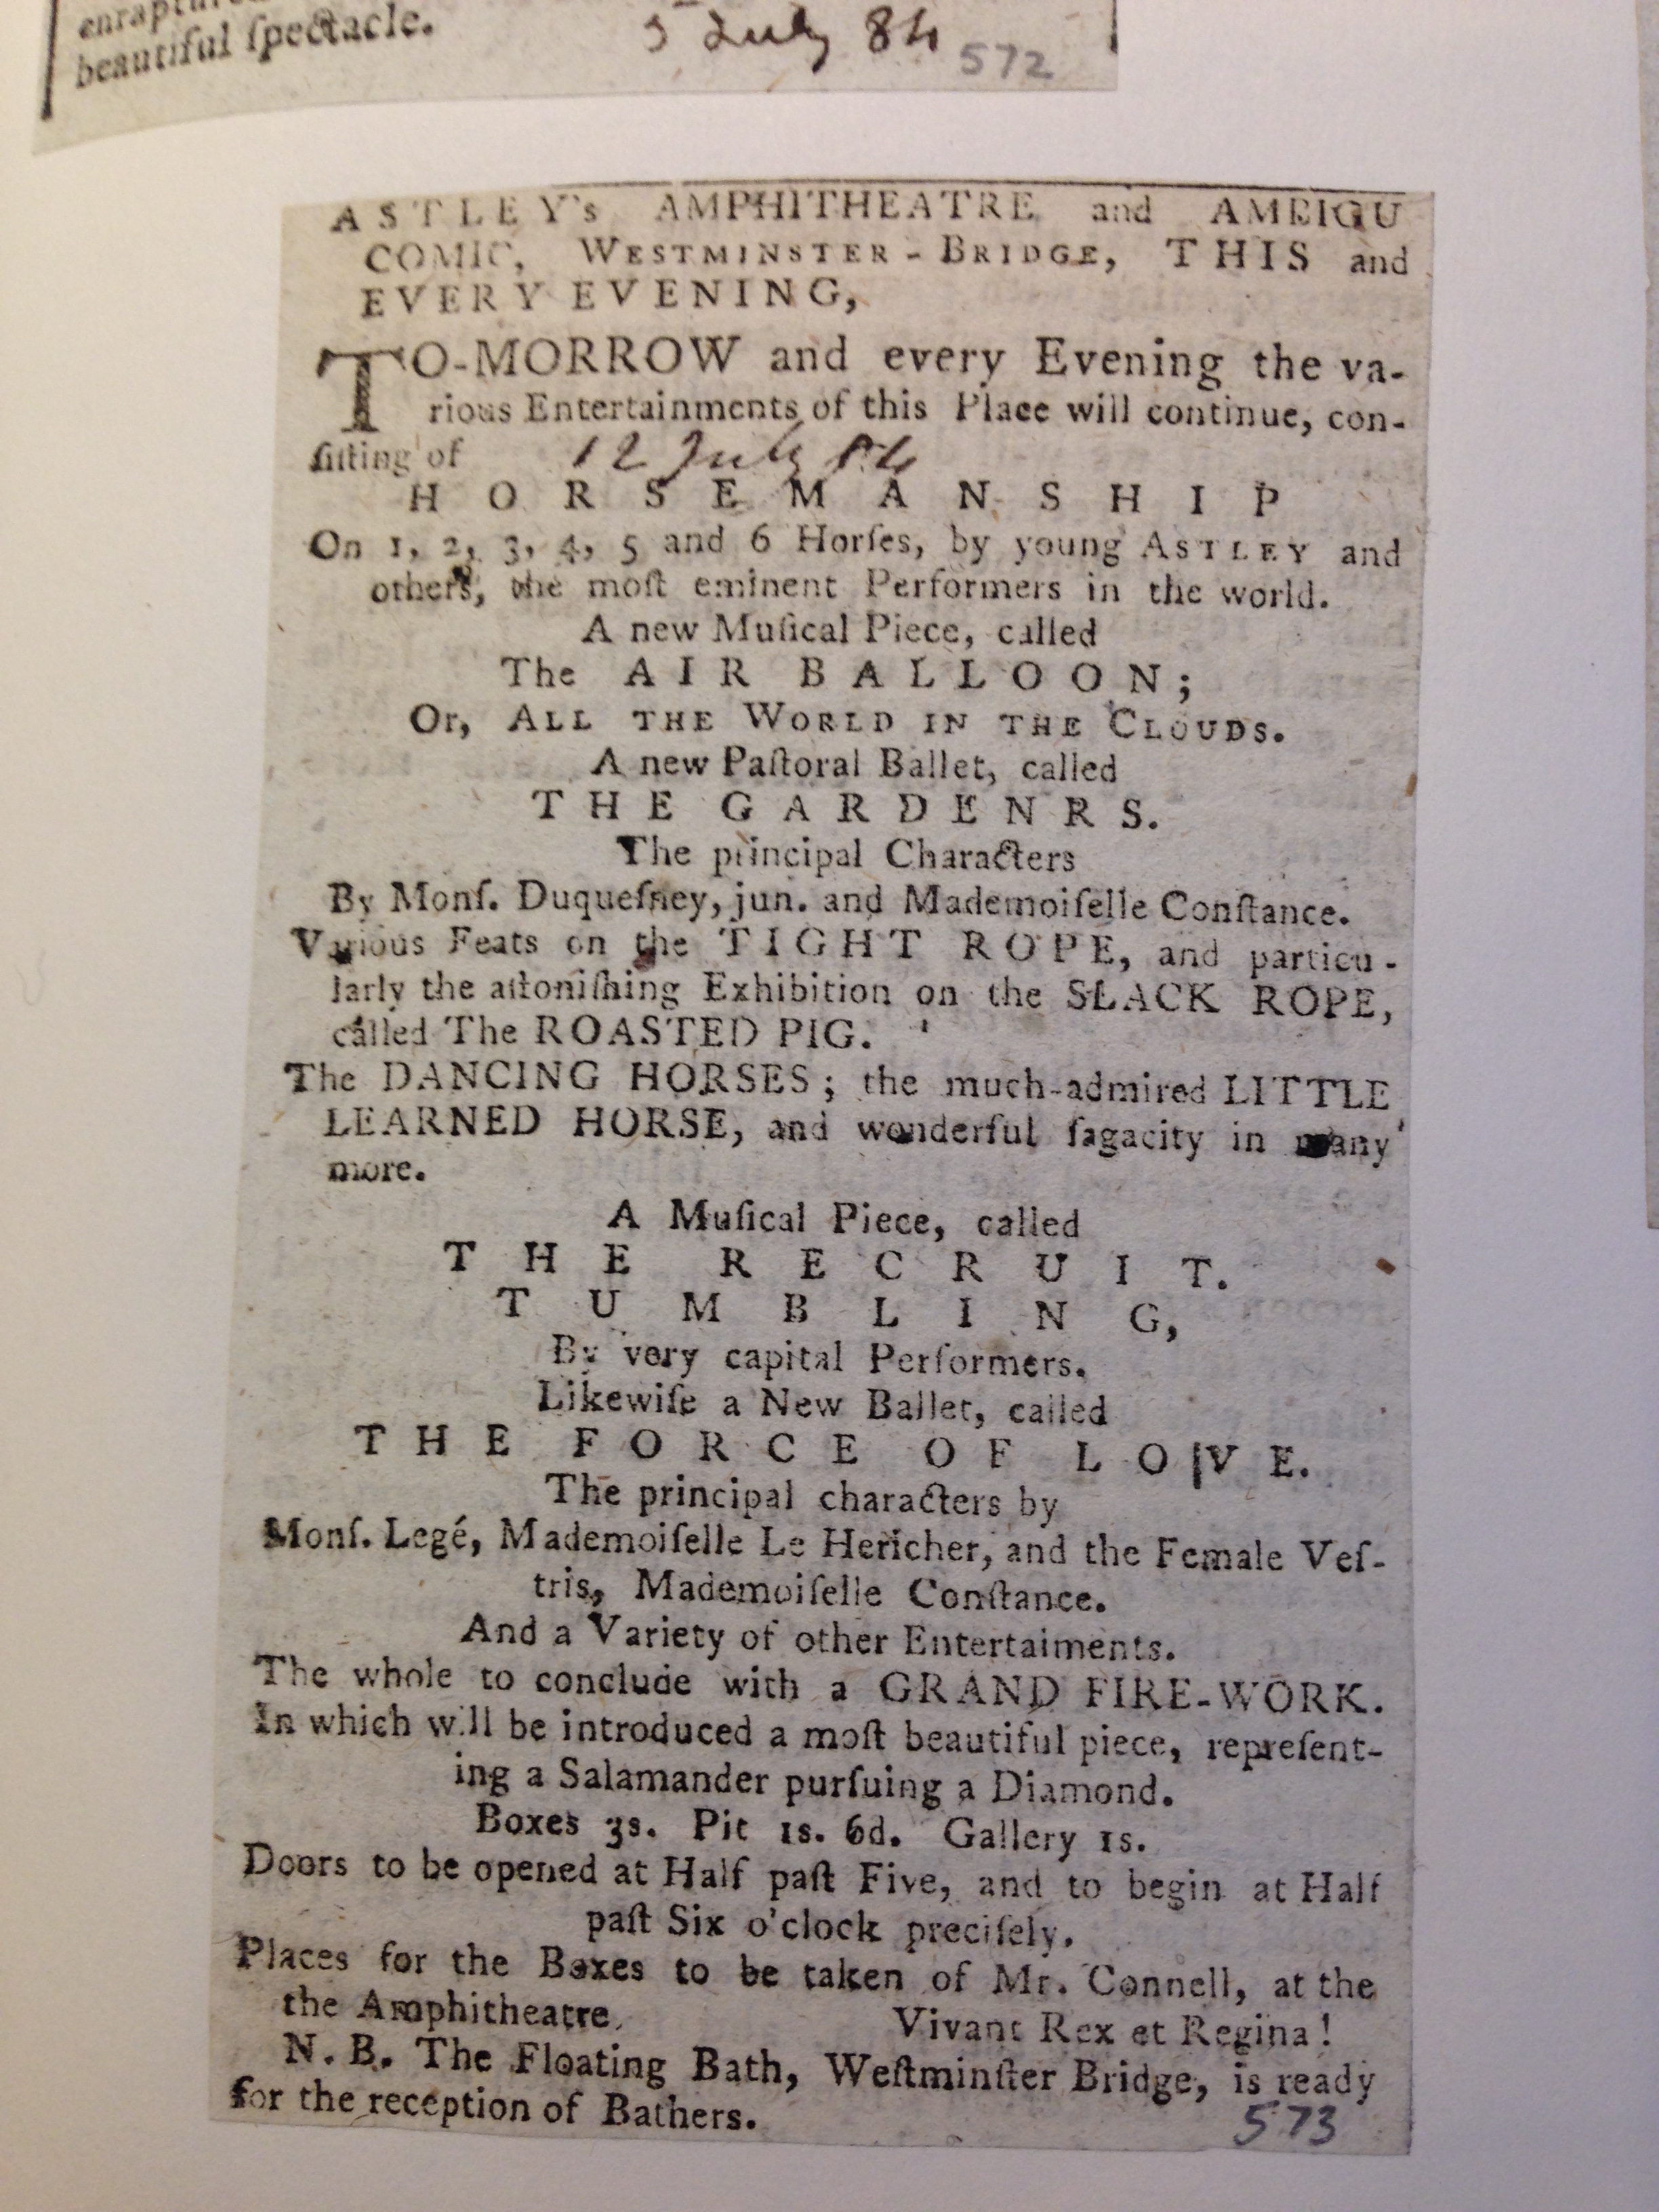 beautiful ſpectacle.
5 July 84
572
ASTLEY's AMPHITHEATRE and AMEIGU
COMIC, WESTMINSTER-BRIDGE, THIS and
EVERY EVENING,
TO-MORROW and every Evening the va-
rious Entertainments of this Place will continue, con-
ſiſting of
12 July 84
HORSEMANSHIP
On 1, 2, 3, 4, 5 and 6 Horſes, by young ASTLEY and
others, the moſt eminent Performers in the world.
A new Muſical Piece, called
The AIR BALLOON;
Or, ALL THE WORLD IN THE CLOUDS.
A new Paſtoral Ballet, called
THE GARDENRS.
The principal Characters
By Monſ. Duqueſney, jun. and Mademoiſelle Conſtance.
Various Feats on the TIGHT ROPE, and particu-
larly the aſtoniſhing Exhibition on the SLACK ROPE,
called The ROASTED PIG.
The DANCING HORSES; the much-admired LITTLE
LEARNED HORSE, and wonderful ſagacity in many
more.
A Muſical Piece, called
THE RECRUIT.
TUMBLING,
By very capital Performers.
Likewiſe a New Ballet, called
THE FORCE OF LOVE.
The principal characters by
Monſ. Legé, Mademoiſelle Le Hericher, and the Female Veſ-
tris, Mademoiſelle Conſtance.
And a Variety of other Entertaiments.
The whole to conclude with a GRAND FIRE-WORK.
In which will be introduced a moſt beautiful piece, repreſent-
ing a Salamander purſuing a Diamond.
Boxes 3s. Pit 1s. 6d. Gallery 1s.
Doors to be opened at Half paſt Five, and to begin at Half
paſt Six o'clock preciſely.
Places for the Boxes to be taken of Mr. Connell, at the
the Amphitheatre. Vivant Rex et Regina!
N. B. The Floating Bath, Weſtminſter Bridge, is ready
for the reception of Bathers.
573